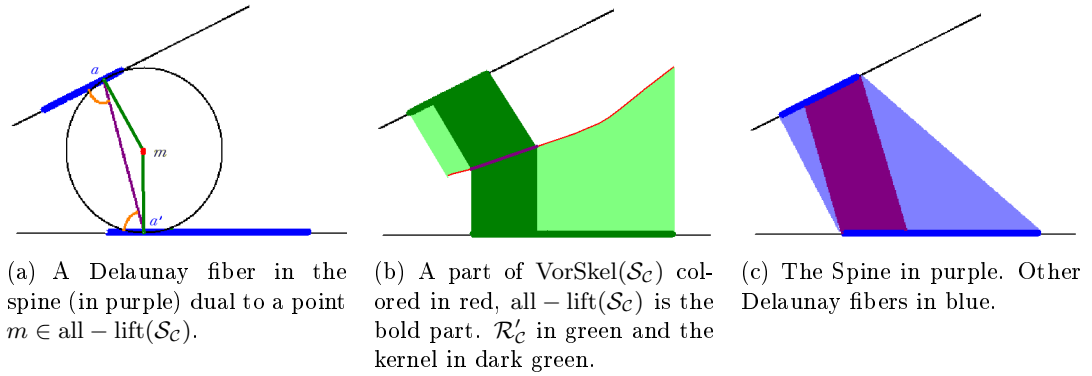 a
m
a′
(a) A Delaunay fiber in the
spine (in purple) dual to a point
m ∈ all − lift(𝒮_𝒞).
(b) A part of VorSkel(𝒮_𝒞) col-
ored in red, all − lift(𝒮_𝒞) is the
bold part. ℛ′_𝒞 in green and the
kernel in dark green.
(c) The Spine in purple. Other
Delaunay fibers in blue.